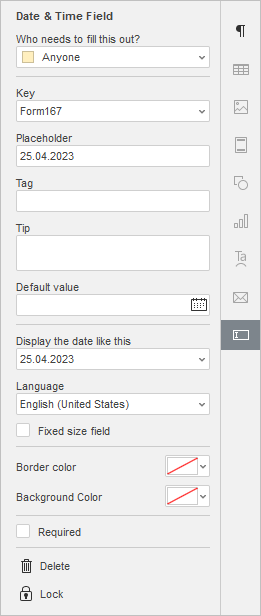 Date & Time Field
Who needs to fill this out?
Anyone
Key
Form167
Placeholder
25.04.2023
Tag
Tip
Default value
Display the date like this
25.04.2023
Language
English (United States)
Fixed size field
Border color
Background Color
Required
Delete
Lock
¶
Ta